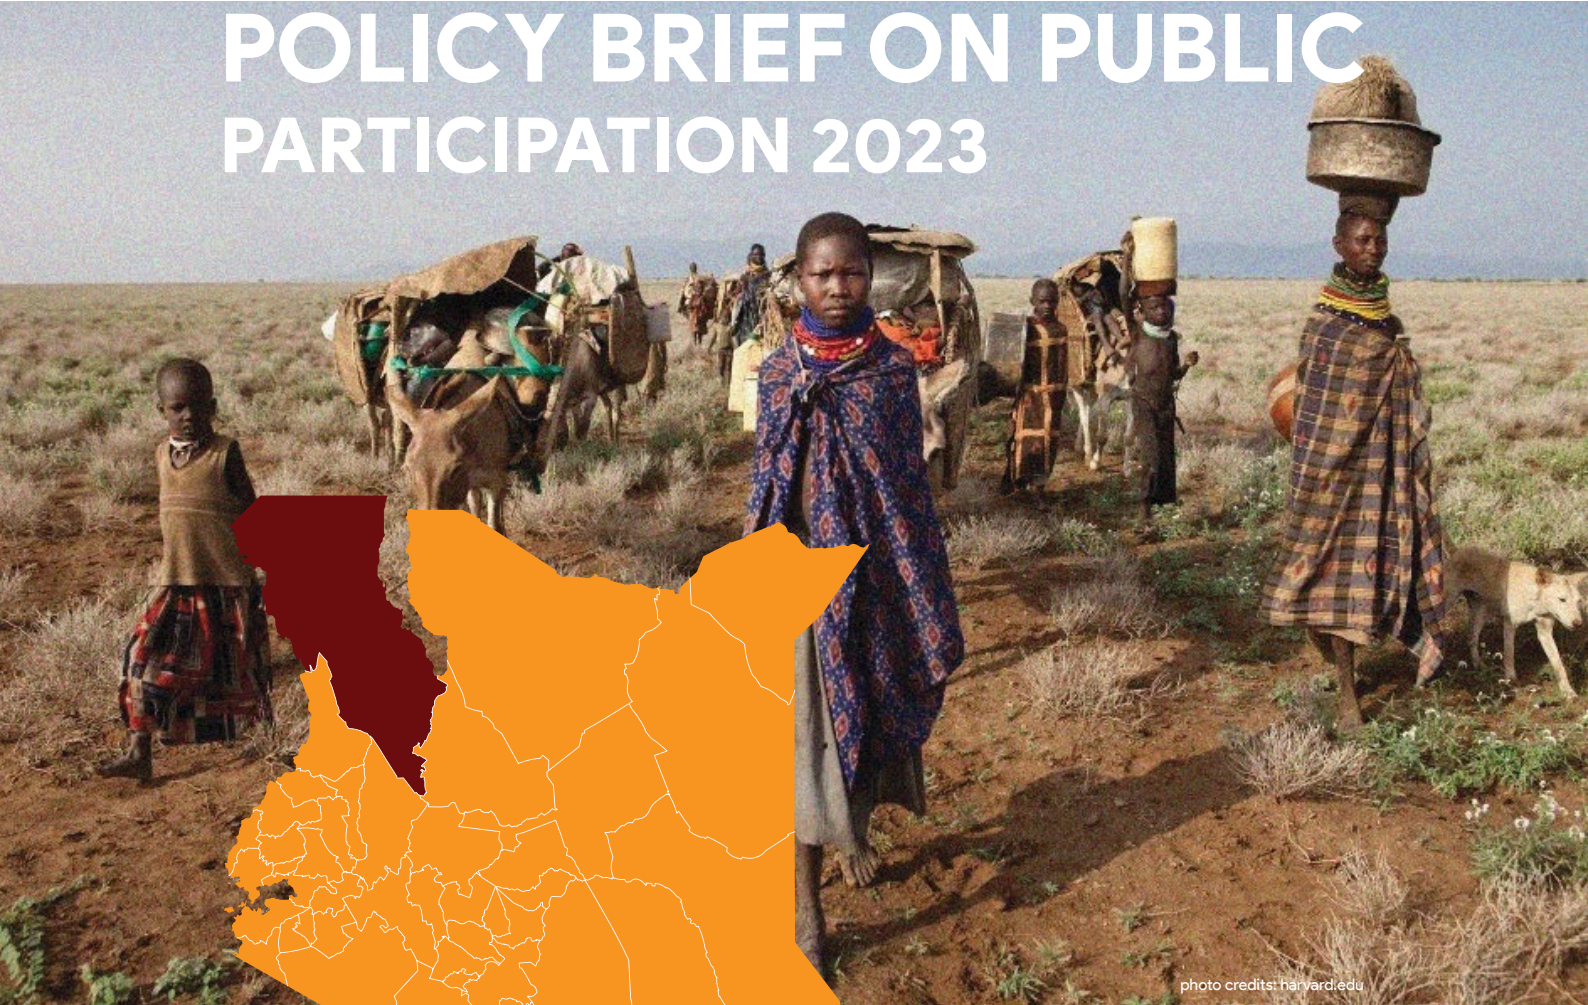 POLICY BRIEF ON PUBLIC
PARTICIPATION 2023
photo credits: harvard.edu